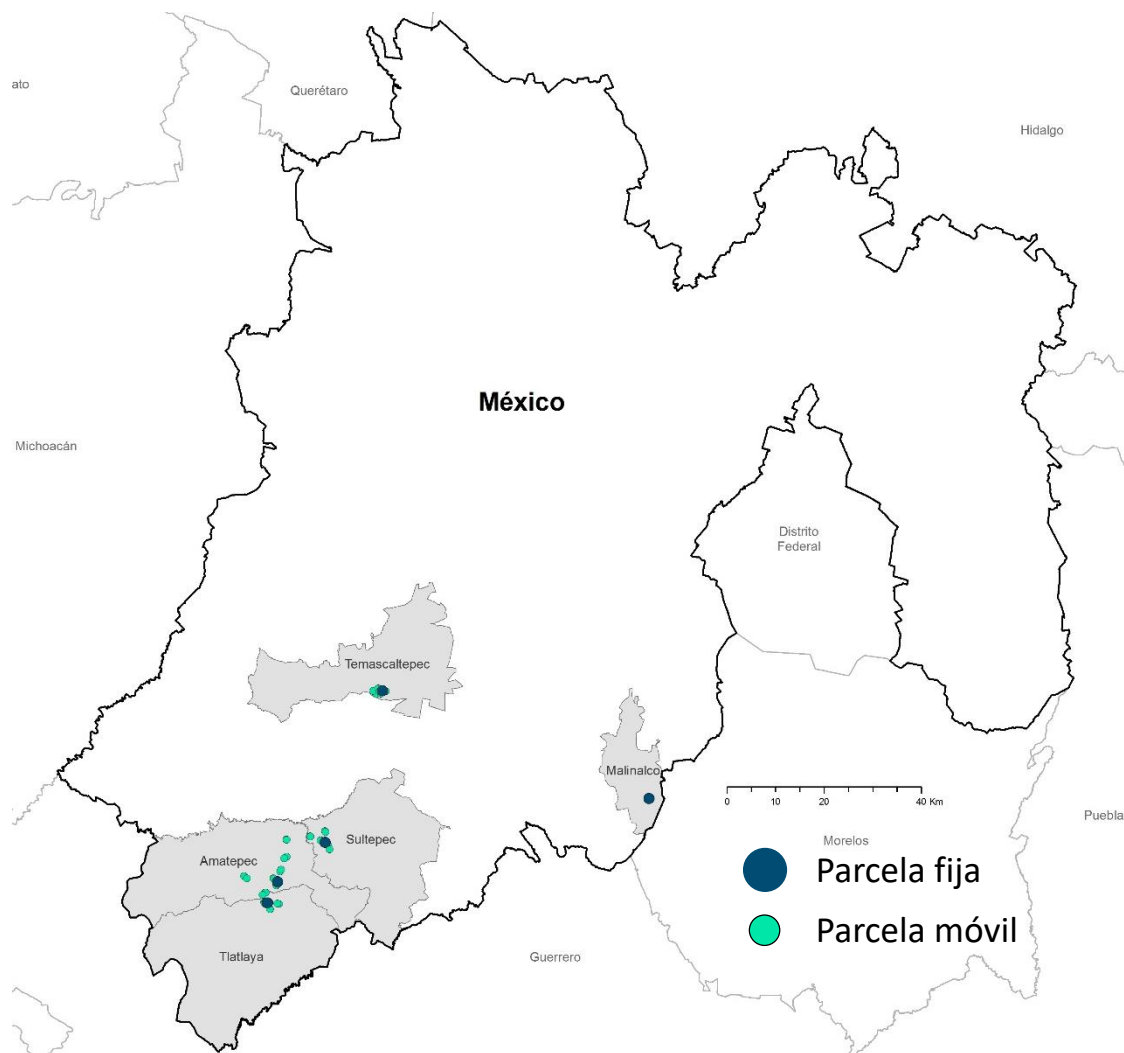 ato
Querétaro
Hidalgo
México
Michoacán
Distrito
Federal
Temascaltepec
Malinalco
0 10 20 40 Km
Puebla
Morelos
Sultepec
Amatepec
Parcela fija
Parcela móvil
Tlatlaya
Guerrero